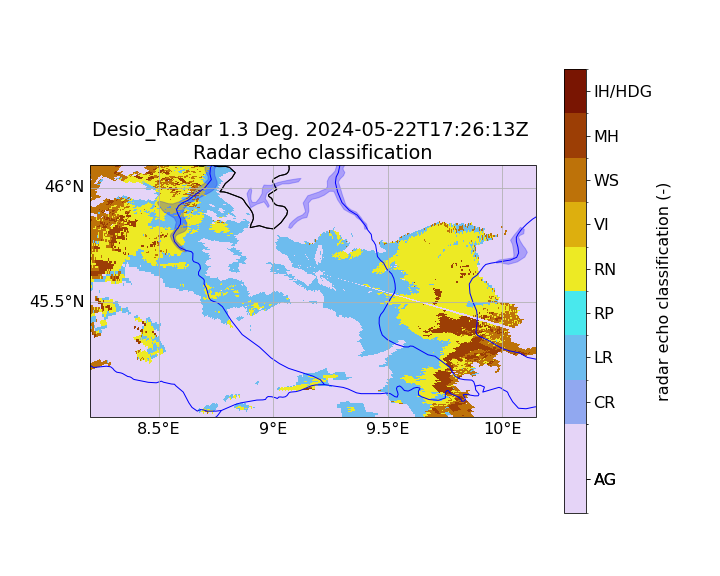 Desio_Radar 1.3 Deg. 2024-05-22T17:26:13Z
Radar echo classification
46°N
45.5°N
8.5°E
9°E
9.5°E
10°E
IH/HDG
MH
WS
VI
RN
RP
LR
CR
AG
radar echo classification (-)